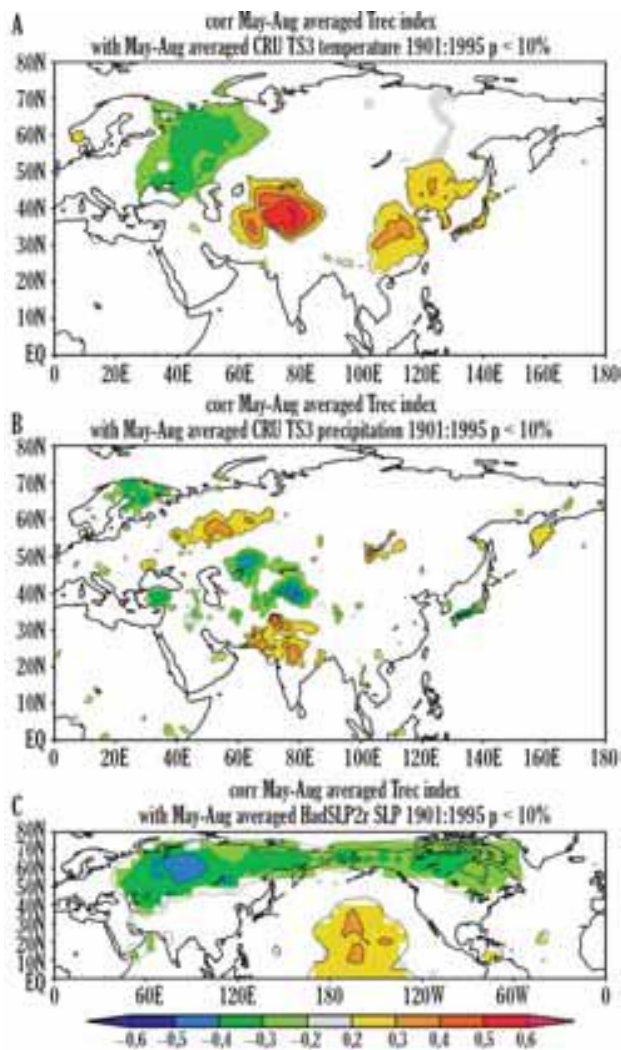 A
corr May-Aug averaged Trec index
with May-Aug averaged CRU TS3 temperature 1901:1995 p < 10%
80N
70N
60N
50N
40N
30N
20N
10N
EQ
0 20E 40E 60E 80E 100E 120E 140E 160E 180
corr May-Aug averaged Trec index
B
with May-Aug averaged CRU TS3 precipitation 1901:1995 p < 10%
80N
70N
60N
50N
40N
30N
20N
10N
EQ
0 20E 40E 60E 80E 100E 120E 140E 160E 180
corr May-Aug averaged Trec index
C
with May-Aug averaged HadSLP2r SLP 1901:1995 p < 10%
80N
70N
60N
50N
40N
30N
20N
10N
EQ
60E 120E 180 120W 60W 0
–0,6 –0,5 –0,4 –0,3 –0,2 0,2 0,3 0,4 0,5 0,6